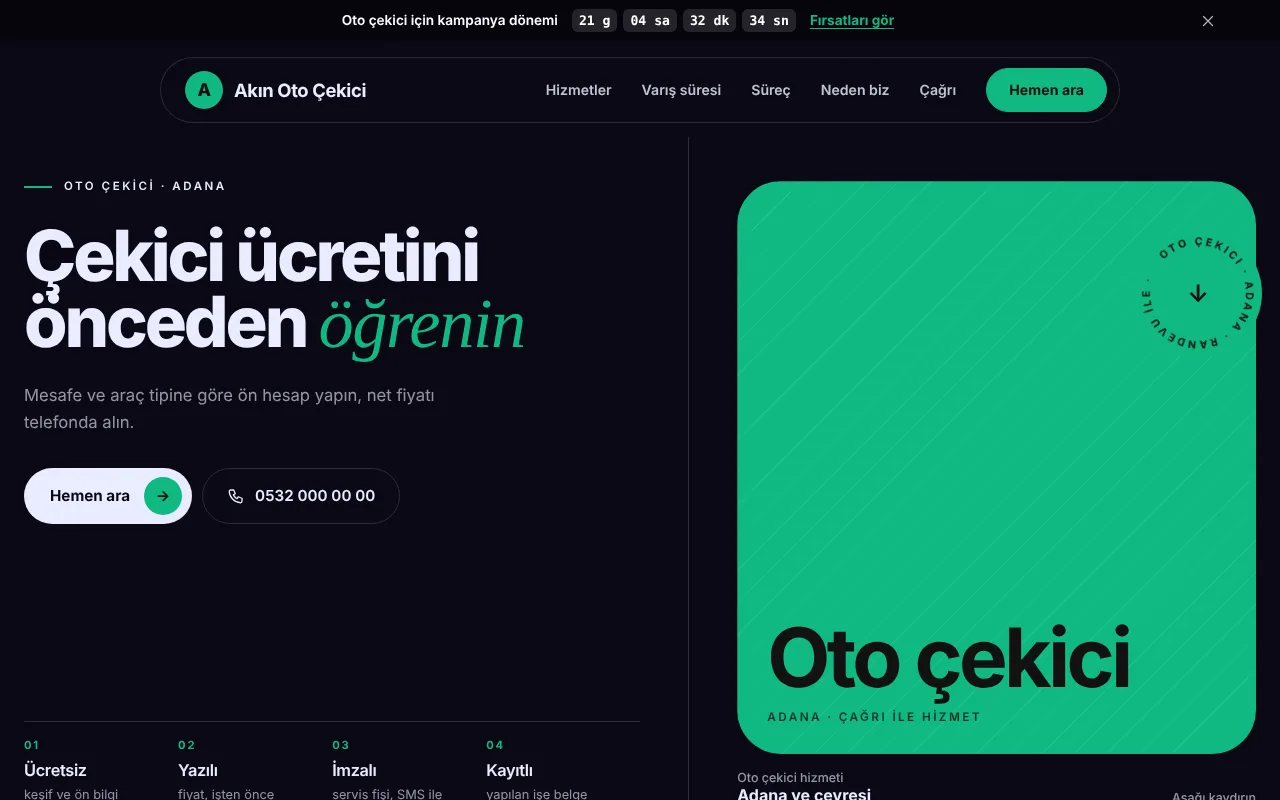 Oto çekici için kampanya dönemi 21 g 04 sa 32 dk 34 sn Fırsatları gör
A Akın Oto Çekici Hizmetler Varış süresi Süreç Neden biz Çağrı Hemen ara
OTO ÇEKİCİ · ADANA
Çekici ücretini
önceden öğrenin
Mesafe ve araç tipine göre ön hesap yapın, net fiyatı
telefonda alın.
Hemen ara 0532 000 00 00
01 02 03 04
Ücretsiz Yazılı İmzalı Kayıtlı
keşif ve ön bilgi fiyat, işten önce servis fişi, SMS ile yapılan işe belge
OTO ÇEKİCİ · ADANA · RANDEVU İLE ·
Oto çekici
ADANA · ÇAĞRI İLE HİZMET
Oto çekici hizmeti
Adana ve çevresi Aşağı kaydırın